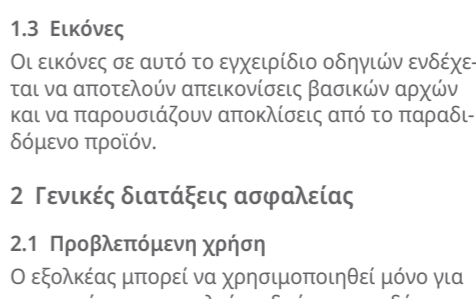 1.3 Εικόνες
Οι εικόνες σε αυτό το εγχειρίδιο οδηγιών ενδέχε-
ται να αποτελούν απεικονίσεις βασικών αρχών
και να παρουσιάζουν αποκλίσεις από το παραδι-
δόμενο προϊόν.
2 Γενικές διατάξεις ασφαλείας
2.1 Προβλεπόμενη χρήση
Ο εξολκέας μπορεί να χρησιμοποιηθεί μόνο για